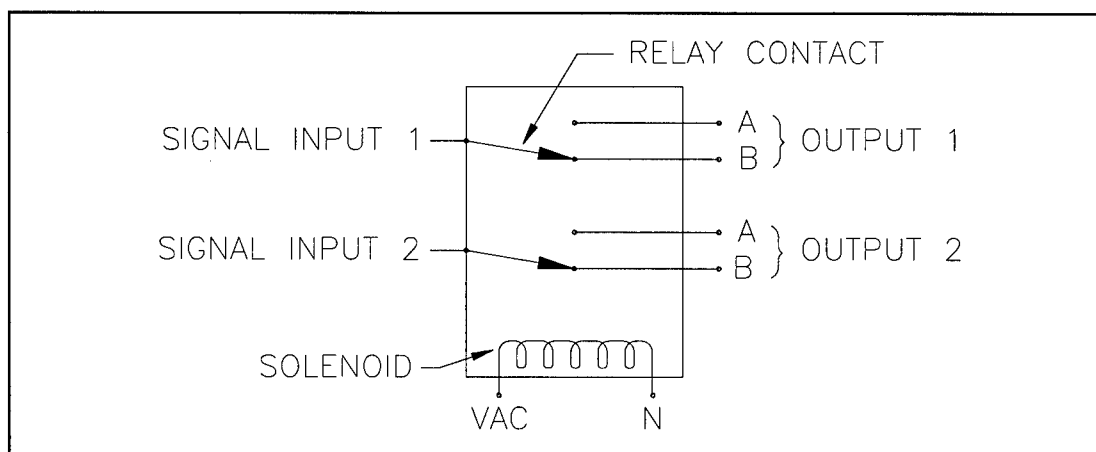 RELAY CONTACT
SIGNAL INPUT 1
A
B
OUTPUT 1
SIGNAL INPUT 2
A
B
OUTPUT 2
SOLENOID
VAC
N